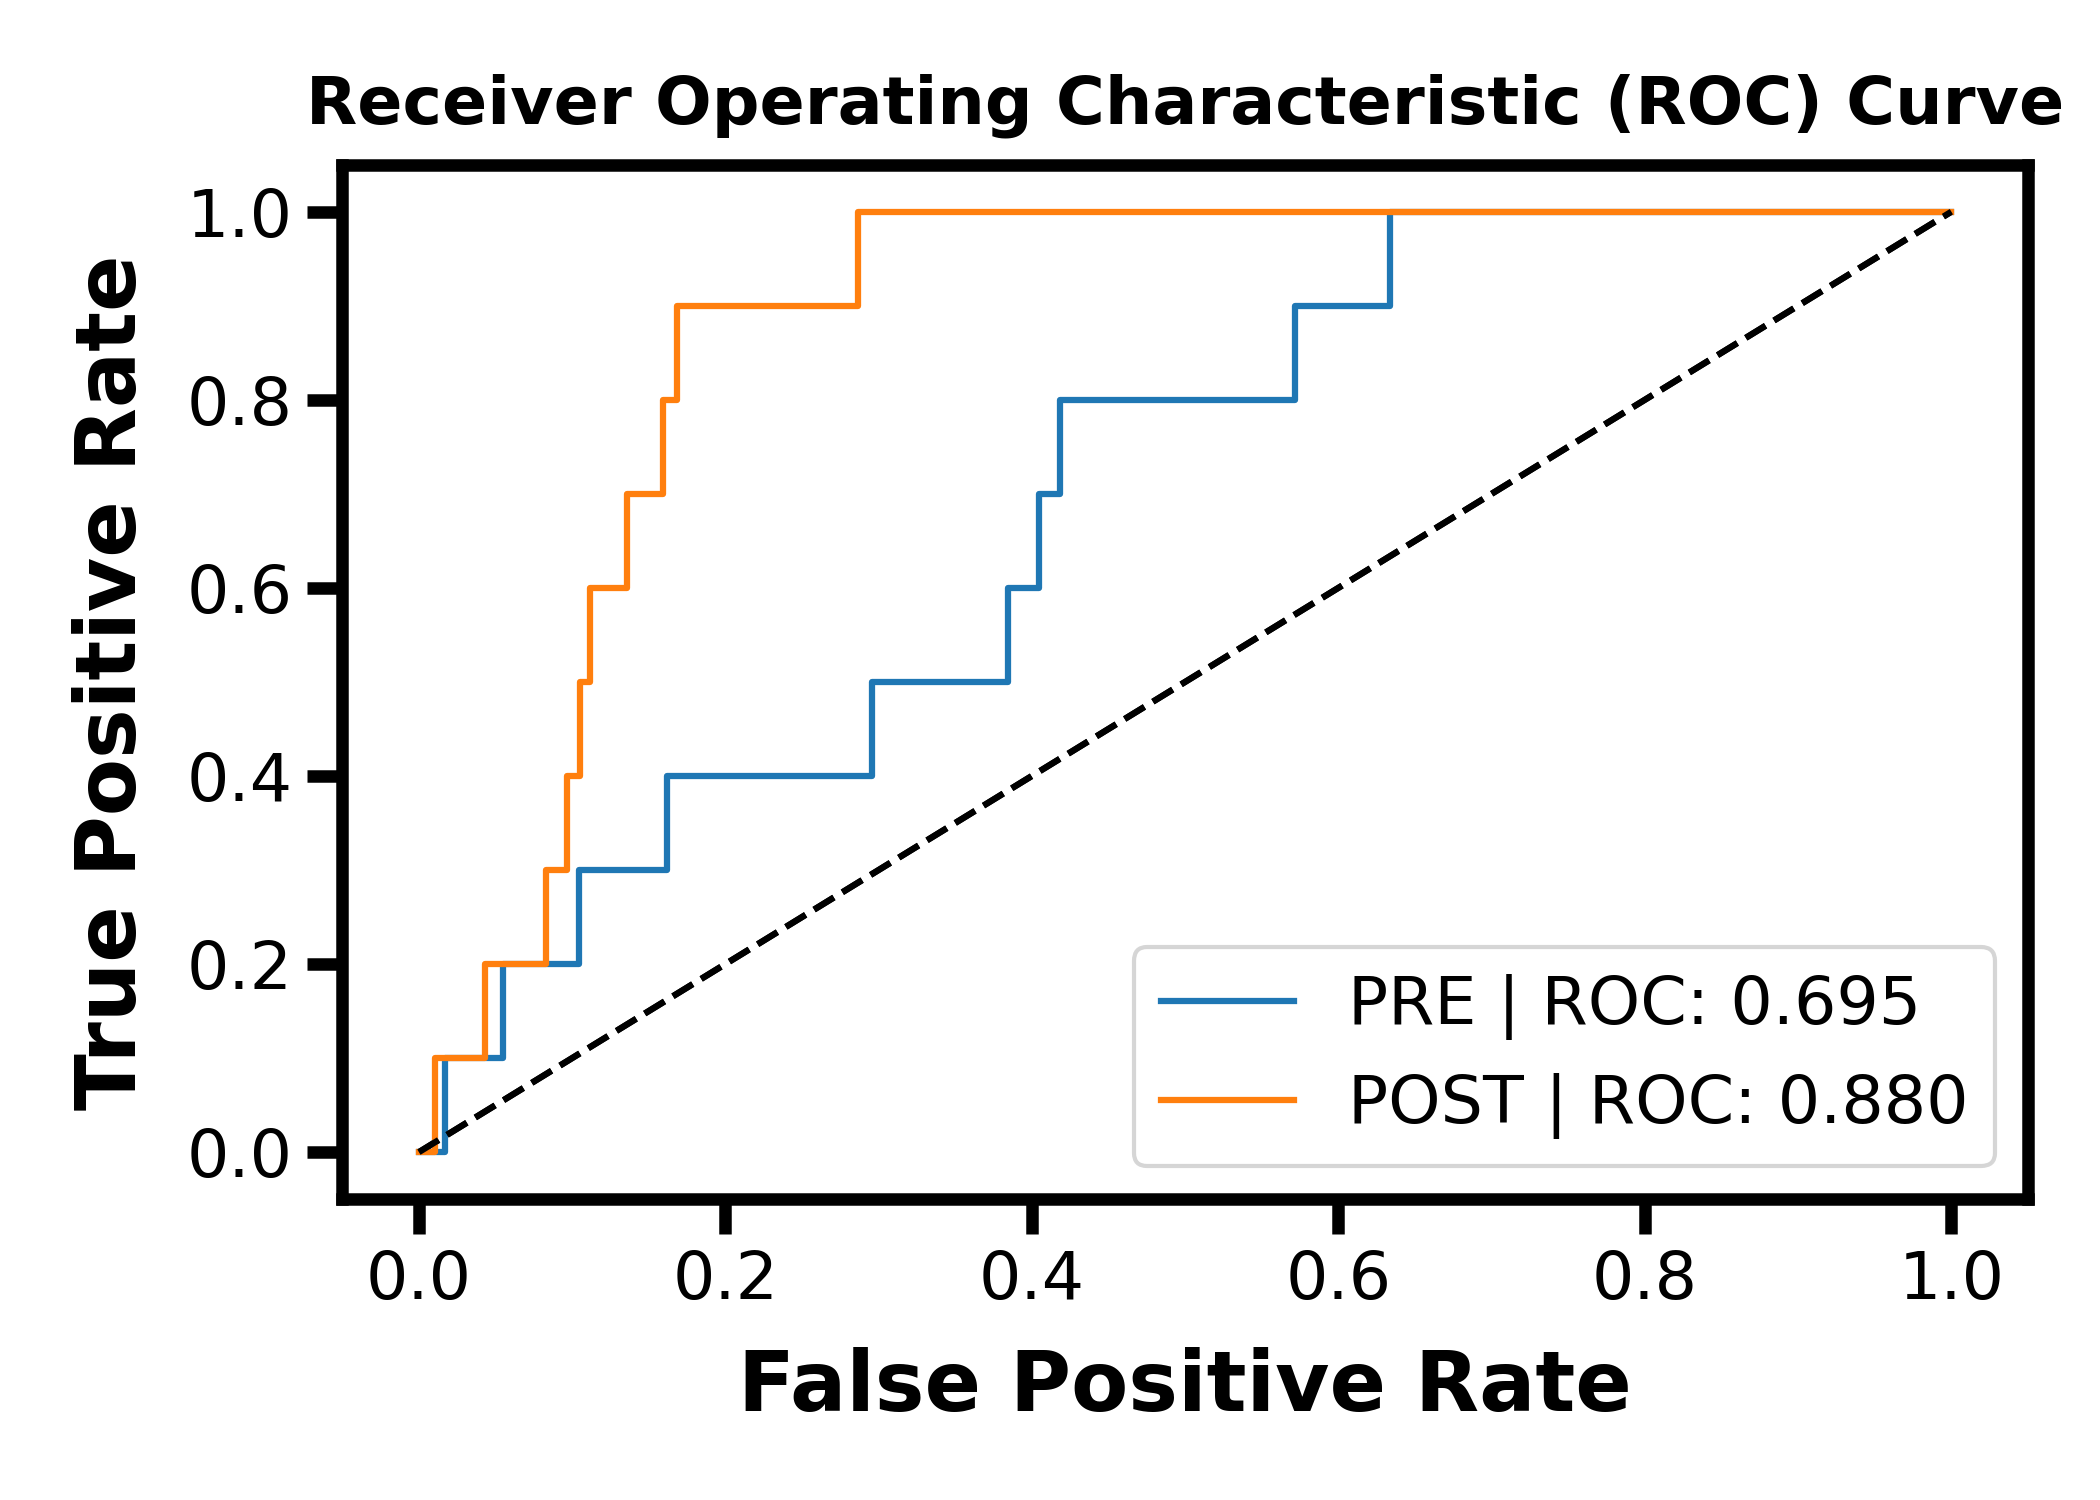 Receiver Operating Characteristic (ROC) Curve
True Positive Rate
1.0
0.8
0.6
0.4
0.2
0.0
PRE | ROC: 0.695
POST | ROC: 0.880
0.0 0.2 0.4 0.6 0.8 1.0
False Positive Rate